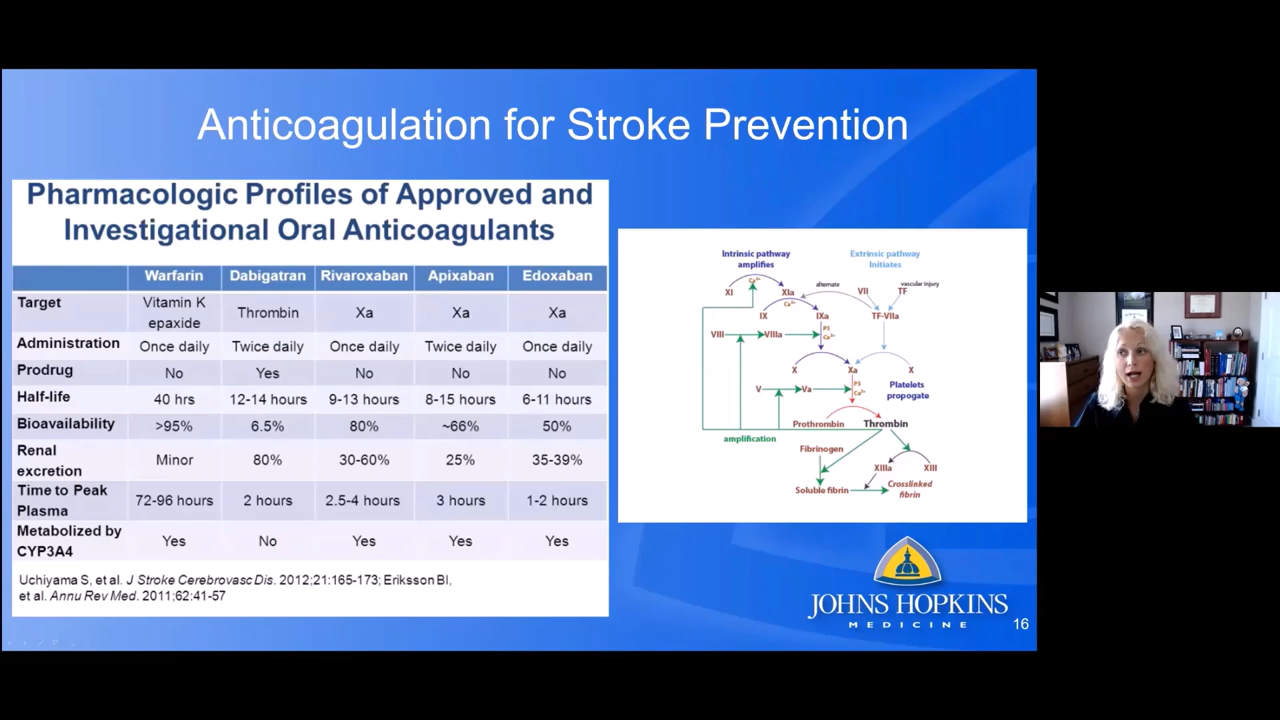 Anticoagulation for Stroke Prevention
Pharmacologic Profiles of Approved and
Investigational Oral Anticoagulants
Warfarin Dabigatran Rivaroxaban Apixaban Edoxaban
Target Vitamin K epaxide Thrombin Xa Xa Xa
Administration Once daily Twice daily Once daily Twice daily Once daily
Prodrug No Yes No No No
Half-life 40 hrs 12-14 hours 9-13 hours 8-15 hours 6-11 hours
Bioavailability >95% 6.5% 80% ~66% 50%
Renal excretion Minor 80% 30-60% 25% 35-39%
Time to Peak Plasma 72-96 hours 2 hours 2.5-4 hours 3 hours 1-2 hours
Metabolized by CYP3A4 Yes No Yes Yes Yes
Uchiyama S, et al. J Stroke Cerebrovasc Dis. 2012;21:165-173; Eriksson BI,
et al. Annu Rev Med. 2011;62:41-57
Intrinsic pathway
amplifies
Extrinsic pathway
Initiates
Ca²⁺
alternate
vascular injury
XI XIa VII TF
Ca²⁺
IX IXa TF-VIIa
VIII VIIIa PS
Ca²⁺
X Xa X
V Va PS
Ca²⁺
Platelets
propogate
Prothrombin Thrombin
amplification
Fibrinogen
XIIIa XIII
Soluble fibrin Crosslinked
fibrin
JOHNS HOPKINS
MEDICINE
16